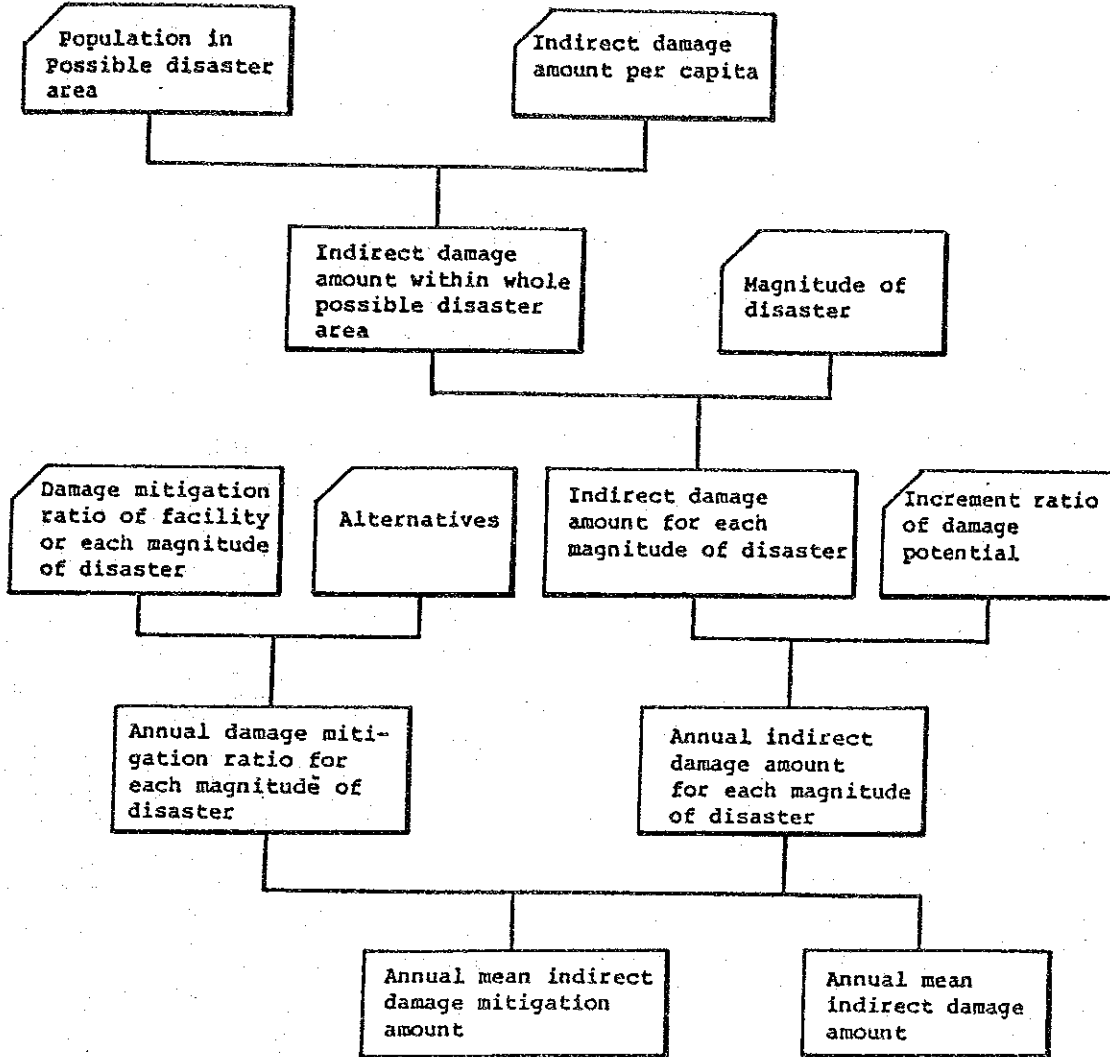 Population in
Possible disaster
area
Indirect damage
amount per capita
Indirect damage
amount within whole
possible disaster
area
Magnitude of
disaster
Damage mitigation
ratio of facility
or each magnitude
of disaster
Alternatives
Indirect damage
amount for each
magnitude of disaster
Increment ratio
of damage
potential
Annual damage miti-
gation ratio for
each magnitude of
disaster
Annual indirect
damage amount
for each magnitude
of disaster
Annual mean indirect
damage mitigation
amount
Annual mean
indirect damage
amount